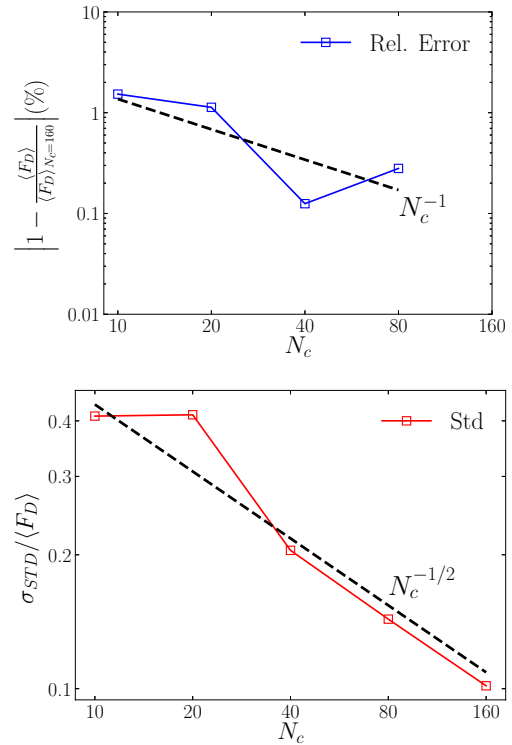 10
1
0.1
0.01
|1 − ⟨F_D⟩/⟨F_D⟩_{N_c=160}| (%)
Rel. Error
N_c^{−1}
10 20 40 80 160
N_c
0.4
0.3
0.2
0.1
σ_{STD}/⟨F_D⟩
Std
N_c^{−1/2}
10 20 40 80 160
N_c